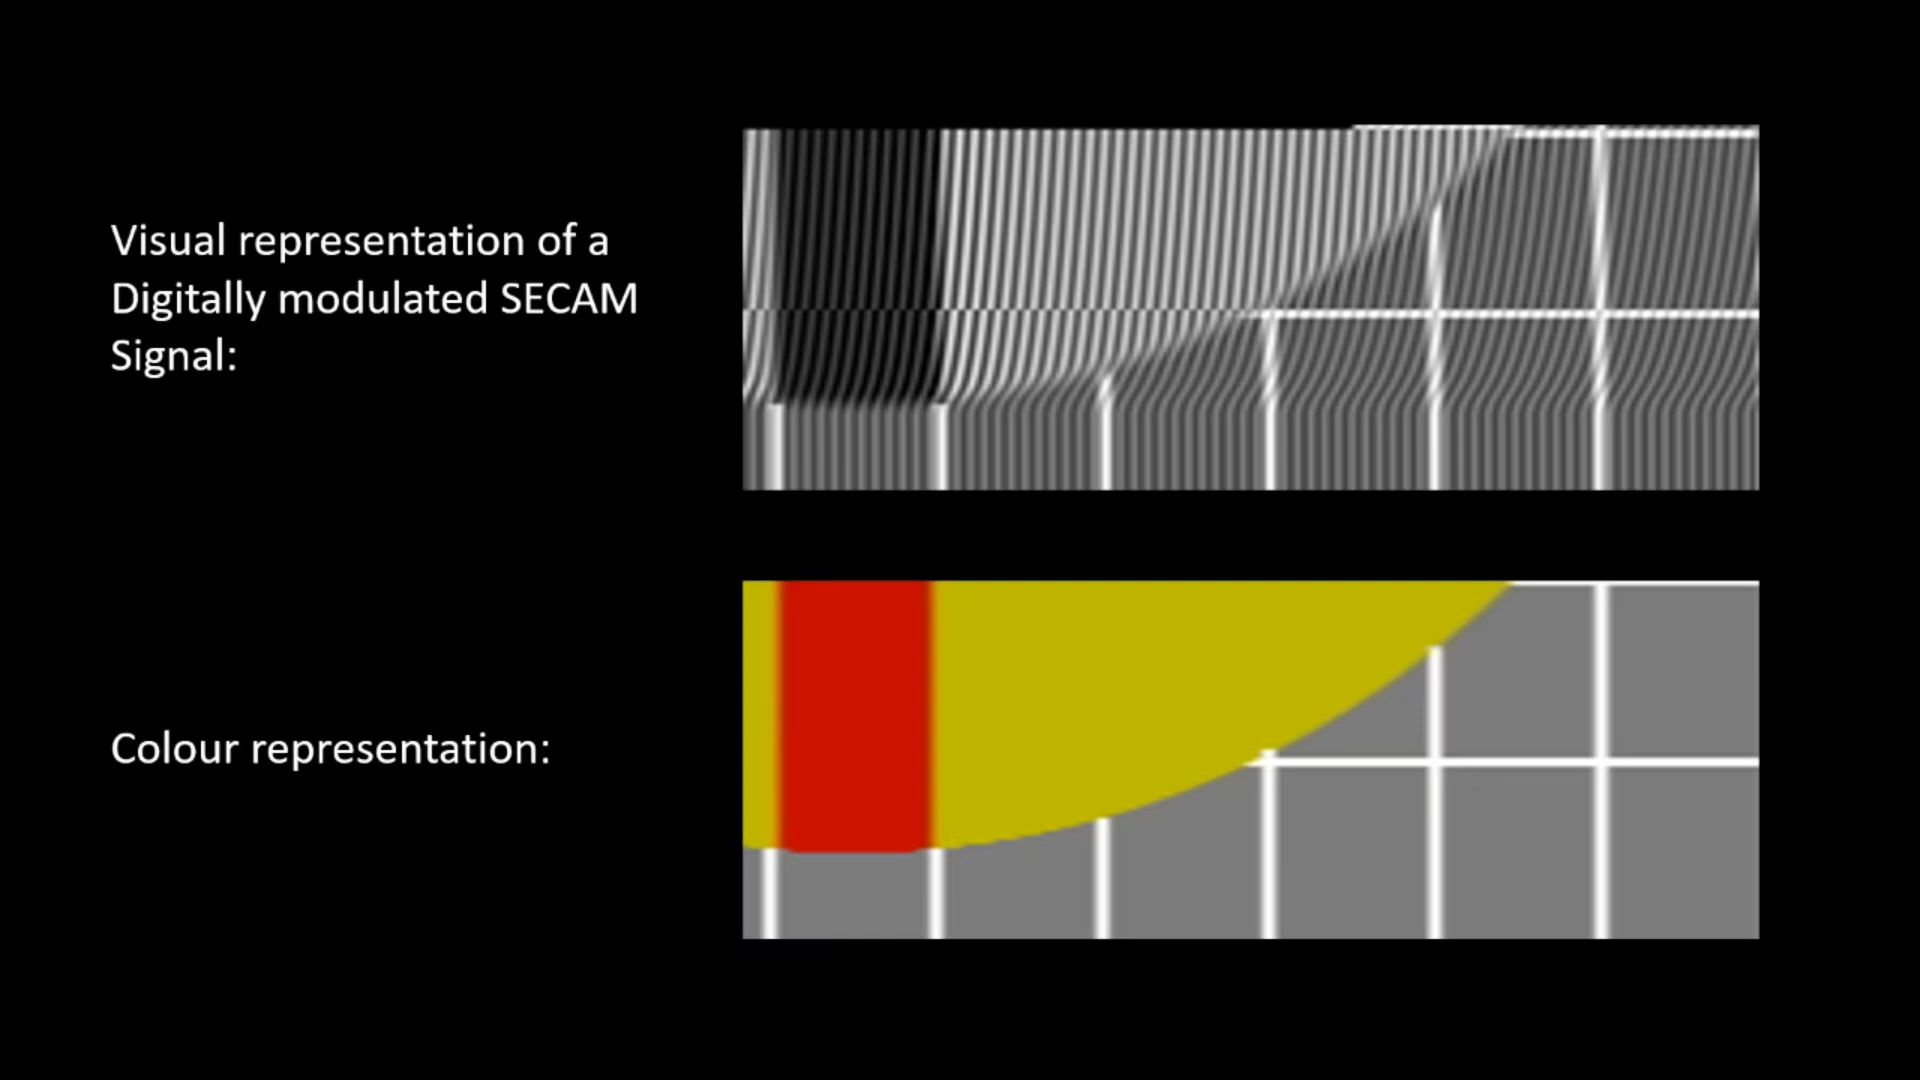 Visual representation of a
Digitally modulated SECAM
Signal:
Colour representation: